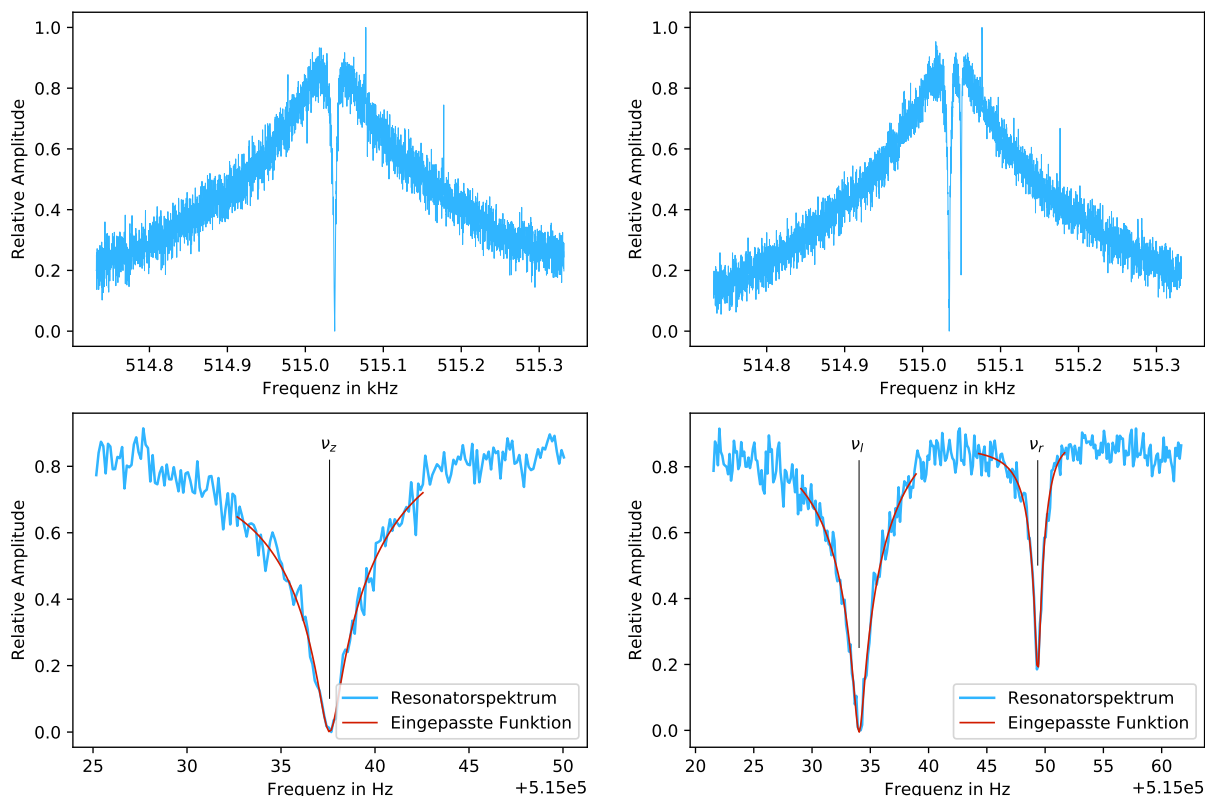 Relative Amplitude
1.0
0.8
0.6
0.4
0.2
0.0
514.8 514.9 515.0 515.1 515.2 515.3
Frequenz in kHz
Relative Amplitude
1.0
0.8
0.6
0.4
0.2
0.0
514.8 514.9 515.0 515.1 515.2 515.3
Frequenz in kHz
Relative Amplitude
0.8
0.6
0.4
0.2
0.0
ν_z
Resonatorspektrum
Eingepasste Funktion
25 30 35 40 45 50
Frequenz in Hz +5.15e5
Relative Amplitude
0.8
0.6
0.4
0.2
0.0
ν_l ν_r
Resonatorspektrum
Eingepasste Funktion
20 25 30 35 40 45 50 55 60
Frequenz in Hz +5.15e5